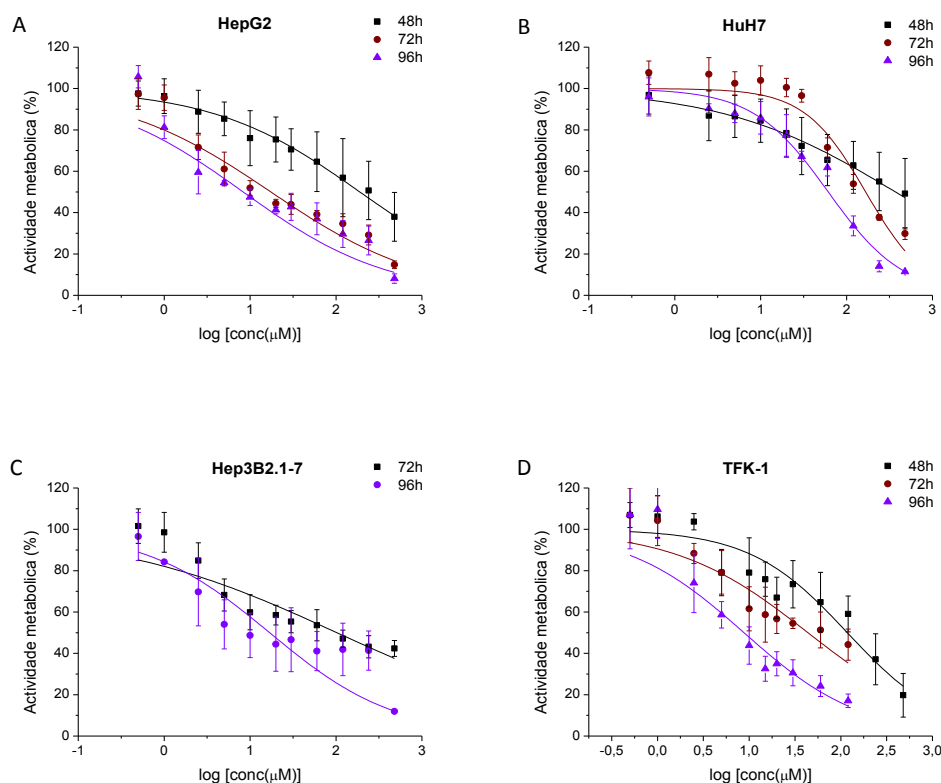 A
HepG2
48h
72h
96h
120
100
80
60
40
20
0
-1
0
1
2
3
Actividade metabolica (%)
log [conc(μM)]
B
HuH7
48h
72h
96h
120
100
80
60
40
20
0
-1
0
1
2
3
Actividade metabolica (%)
log [conc(μM)]
C
Hep3B2.1-7
72h
96h
120
100
80
60
40
20
0
-1
0
1
2
3
Actividade metabolica (%)
log [conc(μM)]
D
TFK-1
48h
72h
96h
120
100
80
60
40
20
0
-0,5
0,0
0,5
1,0
1,5
2,0
2,5
3,0
Actividade metabolica (%)
log [conc(μM)]